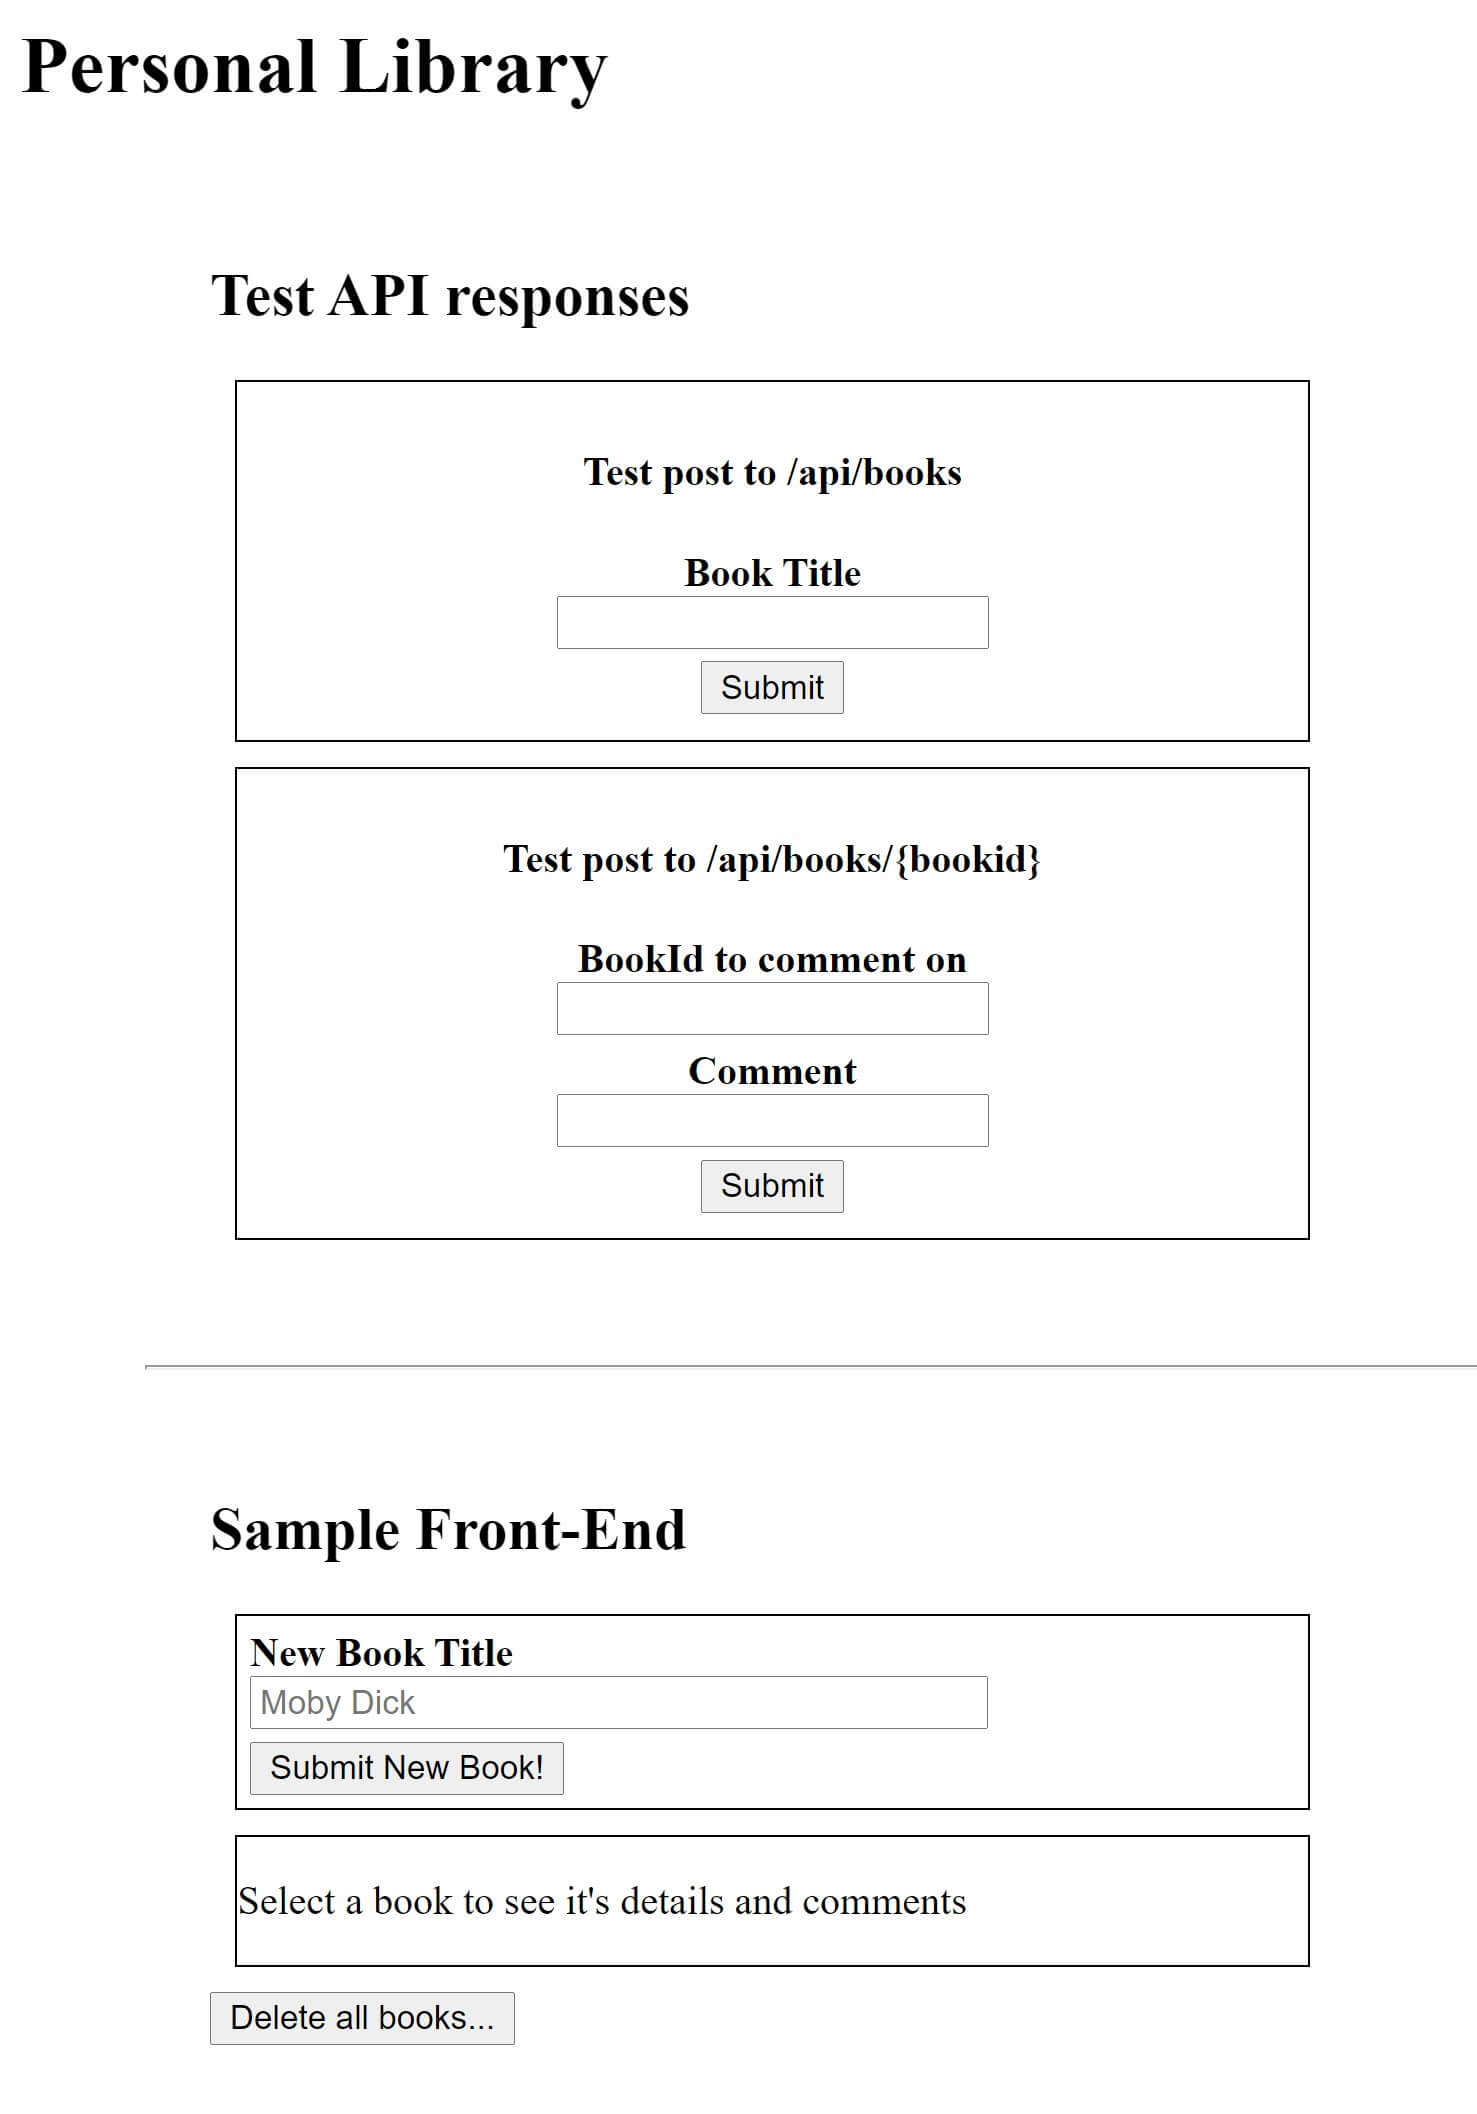 Personal Library
Test API responses
Test post to /api/books
Book Title
Submit
Test post to /api/books/{bookid}
BookId to comment on
Comment
Submit
Sample Front-End
New Book Title
Moby Dick
Submit New Book!
Select a book to see it's details and comments
Delete all books...